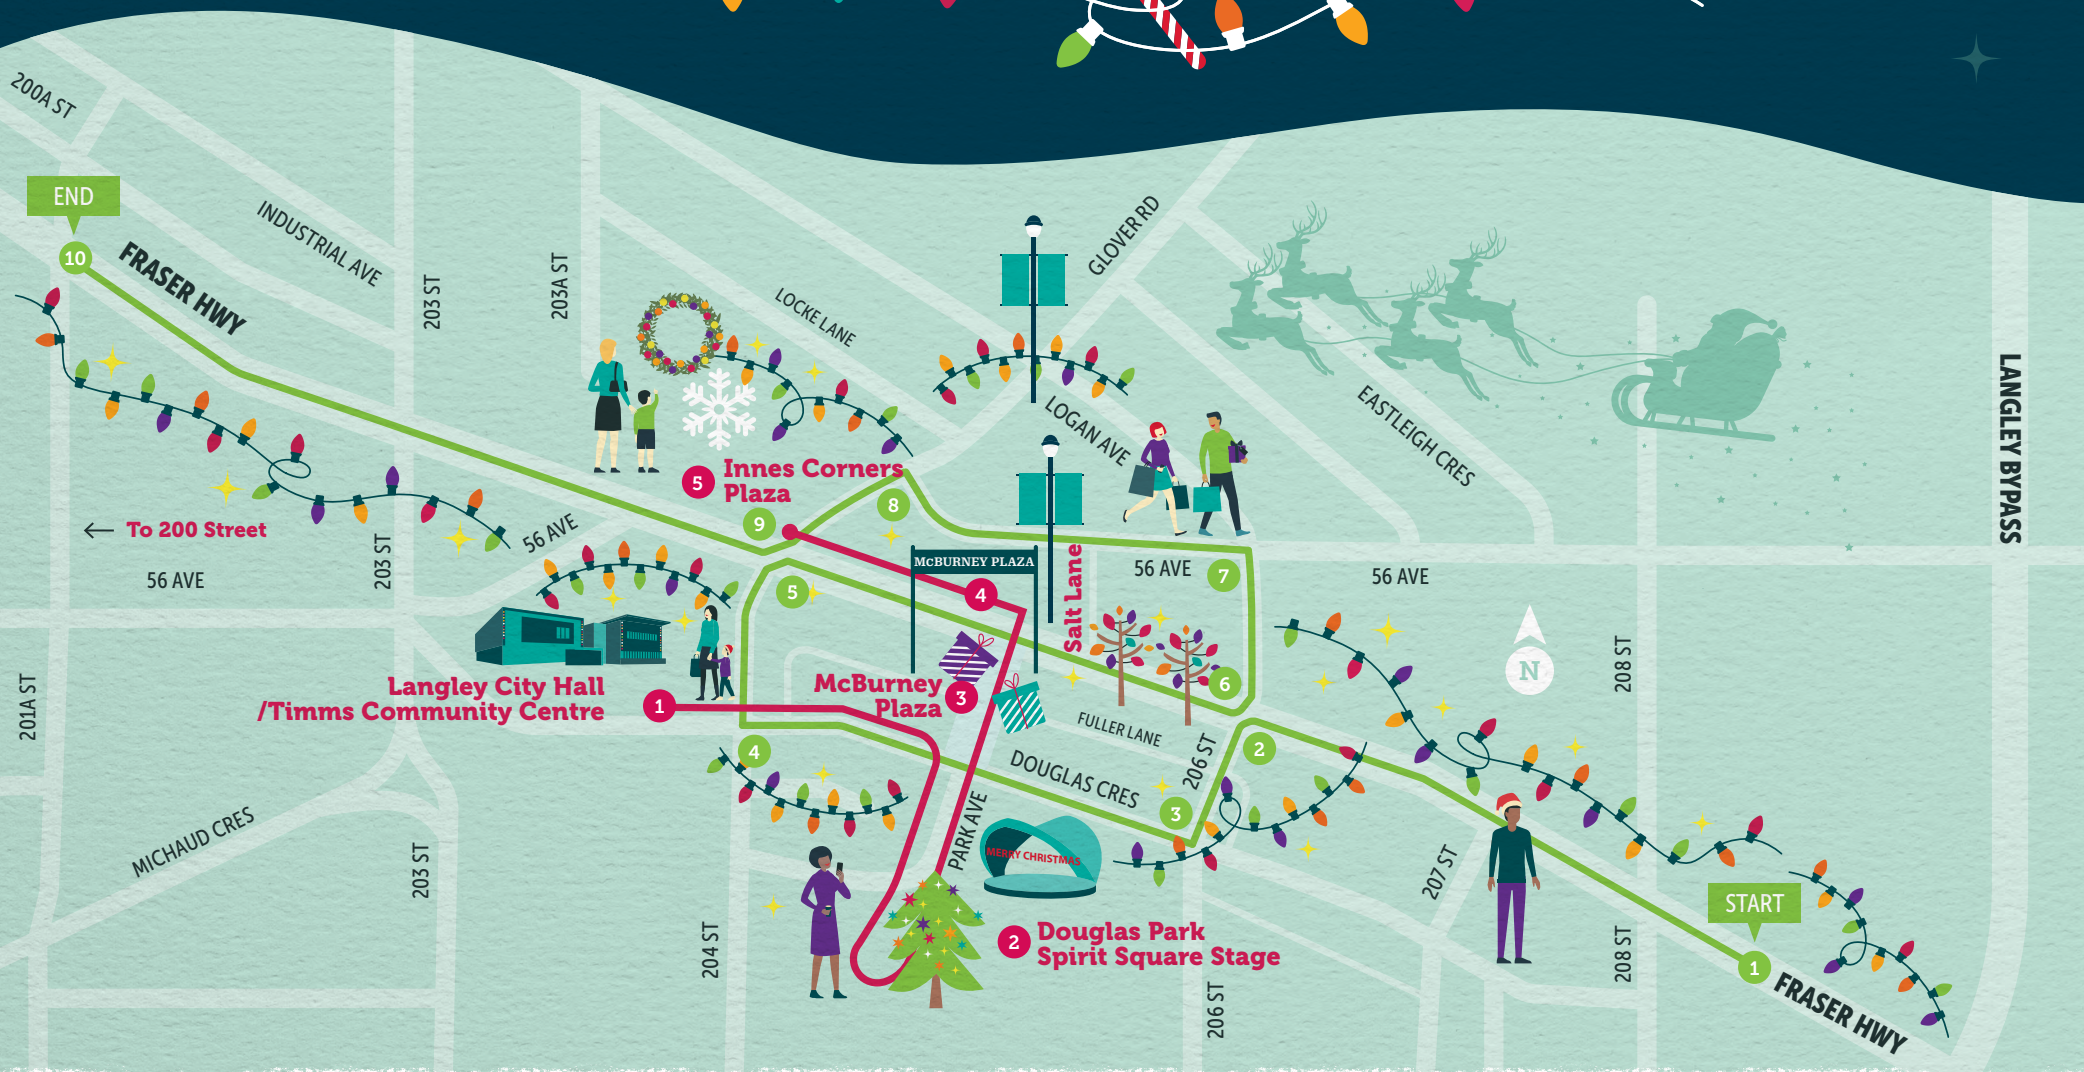 200A ST
END
10
FRASER HWY
INDUSTRIAL AVE
203 ST
203A ST
LOCKE LANE
GLOVER RD
LOGAN AVE
EASTLEIGH CRES
LANGLEY BYPASS
5
Innes Corners
Plaza
9
8
To 200 Street
56 AVE
203 ST
56 AVE
McBURNEY PLAZA
4
5
Salt Lane
56 AVE
7
56 AVE
N
208 ST
201A ST
Langley City Hall
/Timms Community Centre
1
McBurney
Plaza
3
6
FULLER LANE
4
2
206 ST
DOUGLAS CRES
3
PARK AVE
MERRY CHRISTMAS
MICHAUD CRES
203 ST
204 ST
2
Douglas Park
Spirit Square Stage
206 ST
207 ST
208 ST
START
1
FRASER HWY